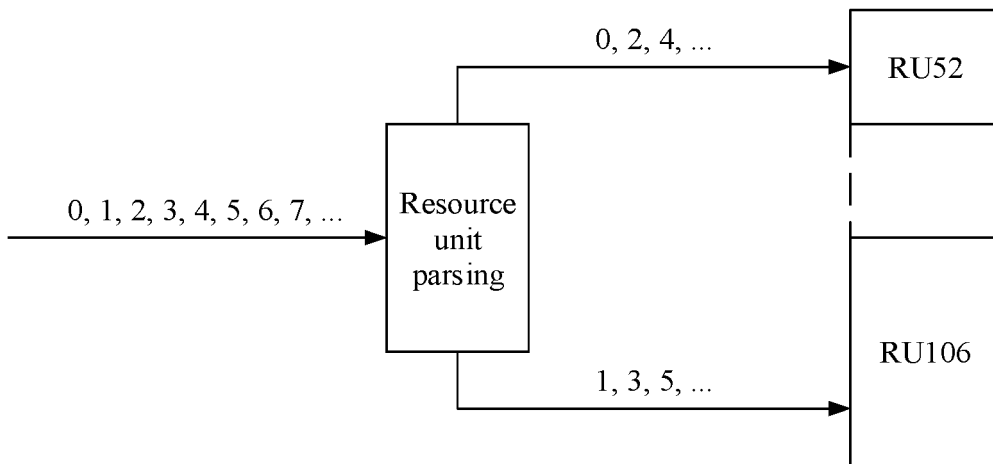 0, 2, 4, ...
RU52
0, 1, 2, 3, 4, 5, 6, 7, ...
Resource
unit
parsing
RU106
1, 3, 5, ...